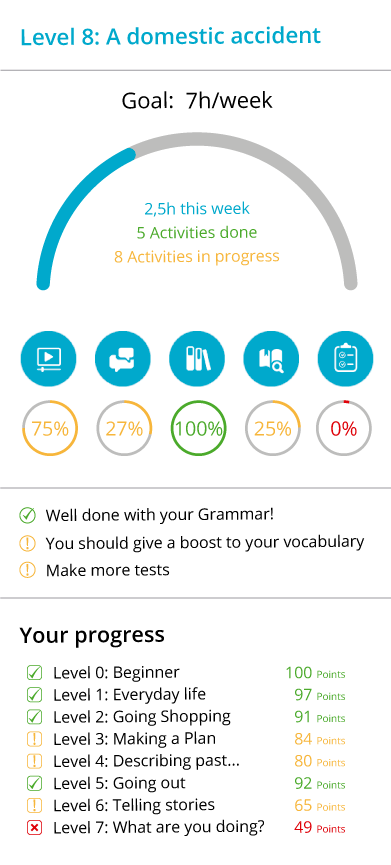 Level 8: A domestic accident
Goal: 7h/week
2,5h this week
5 Activities done
8 Activities in progress
75% 27% 100% 25% 0%
Well done with your Grammar!
You should give a boost to your vocabulary
Make more tests
Your progress
Level 0: Beginner 100 Points
Level 1: Everyday life 97 Points
Level 2: Going Shopping 91 Points
Level 3: Making a Plan 84 Points
Level 4: Describing past... 80 Points
Level 5: Going out 92 Points
Level 6: Telling stories 65 Points
Level 7: What are you doing? 49 Points